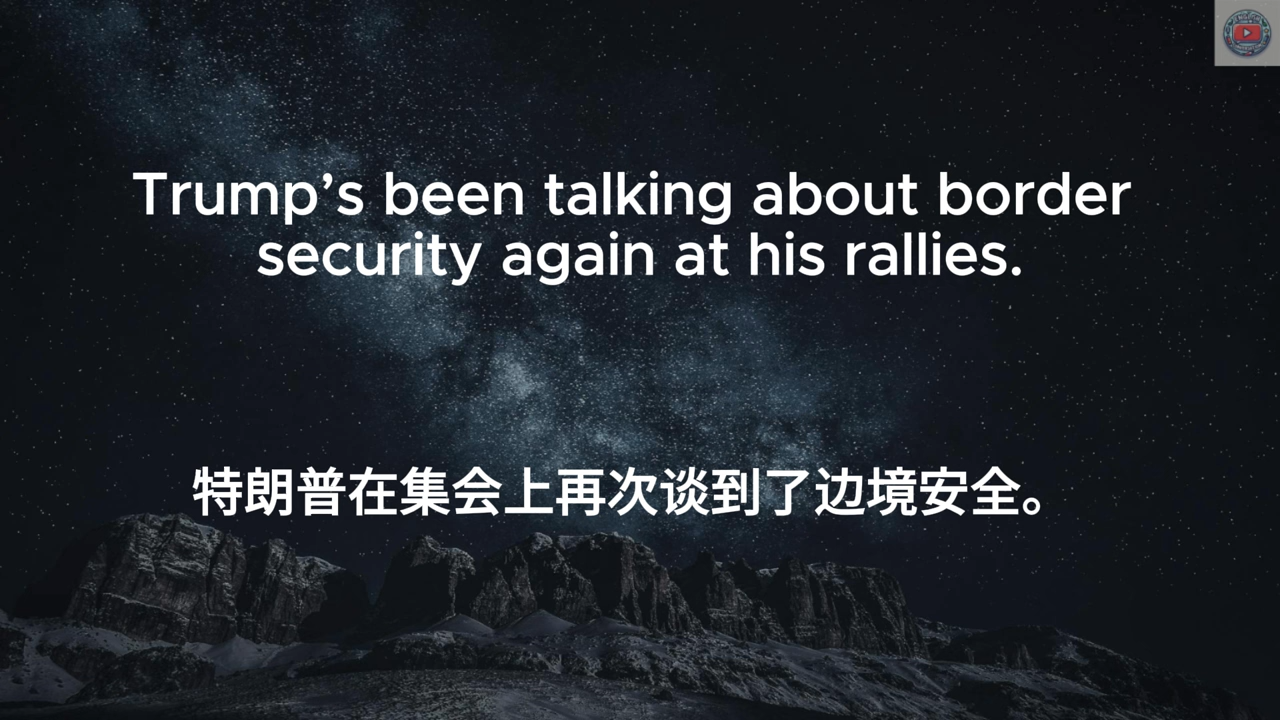 Trump’s been talking about border
security again at his rallies.
特朗普在集会上再次谈到了边境安全。